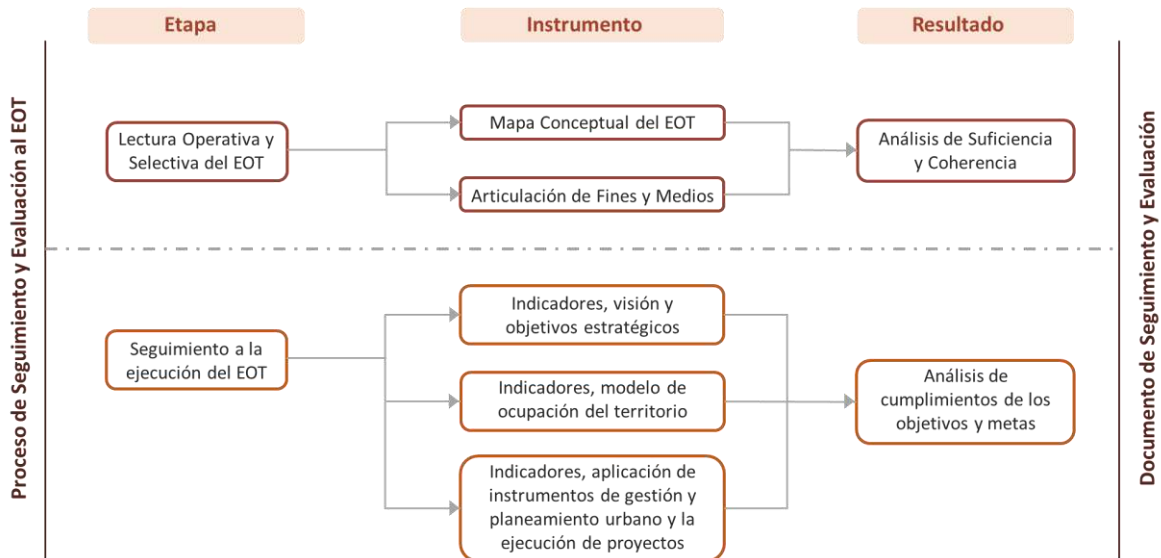 Etapa
Instrumento
Resultado
Proceso de Seguimiento y Evaluación al EOT
Lectura Operativa y
Selectiva del EOT
Mapa Conceptual del EOT
Articulación de Fines y Medios
Análisis de Suficiencia
y Coherencia
Seguimiento a la
ejecución del EOT
Indicadores, visión y
objetivos estratégicos
Indicadores, modelo de
ocupación del territorio
Indicadores, aplicación de
instrumentos de gestión y
planeamiento urbano y la
ejecución de proyectos
Análisis de
cumplimientos de los
objetivos y metas
Documento de Seguimiento y Evaluación